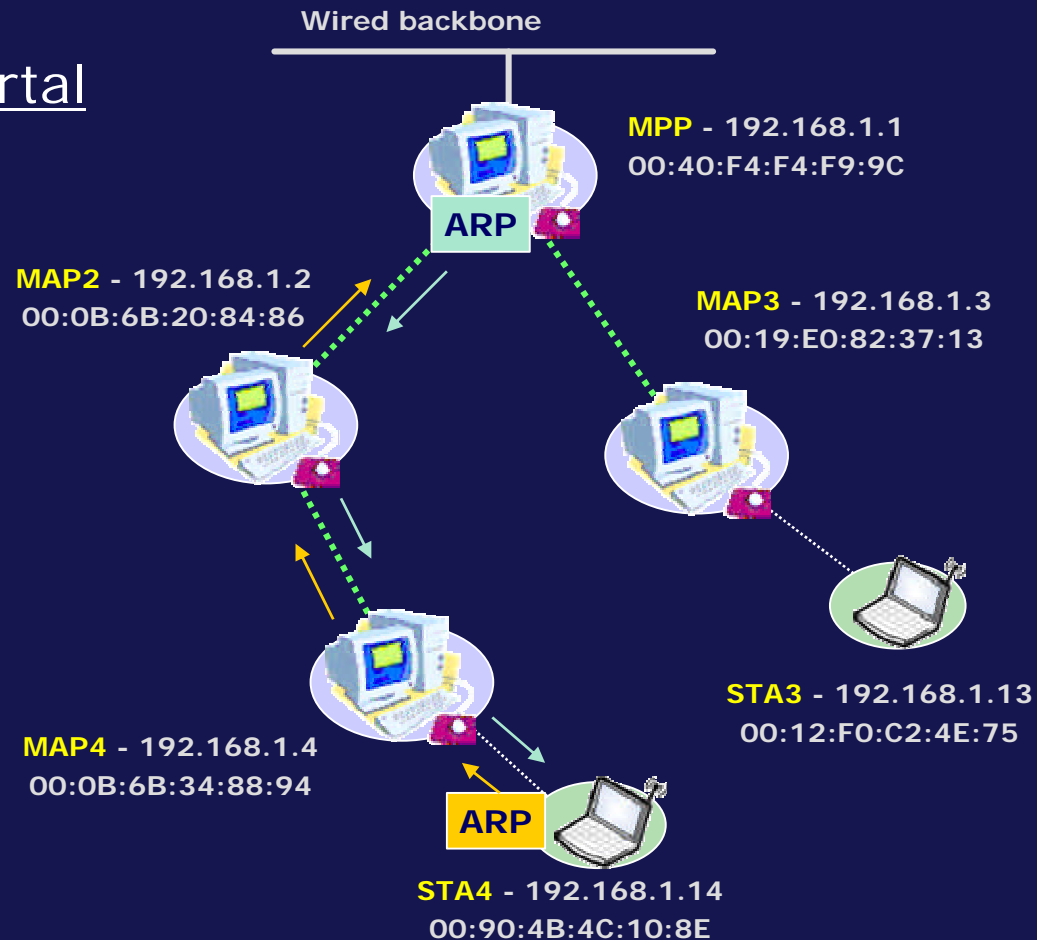 Wired backbone
rtal
MPP - 192.168.1.1
00:40:F4:F4:F9:9C
ARP
MAP2 - 192.168.1.2
00:0B:6B:20:84:86
MAP3 - 192.168.1.3
00:19:E0:82:37:13
STA3 - 192.168.1.13
00:12:F0:C2:4E:75
MAP4 - 192.168.1.4
00:0B:6B:34:88:94
ARP
STA4 - 192.168.1.14
00:90:4B:4C:10:8E